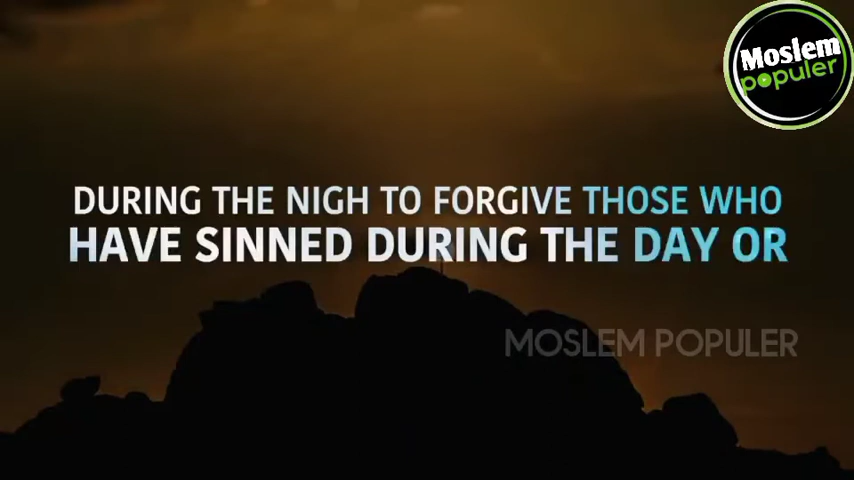 Moslem
populer
DURING THE NIGH TO FORGIVE THOSE WHO
HAVE SINNED DURING THE DAY OR
MOSLEM POPULER